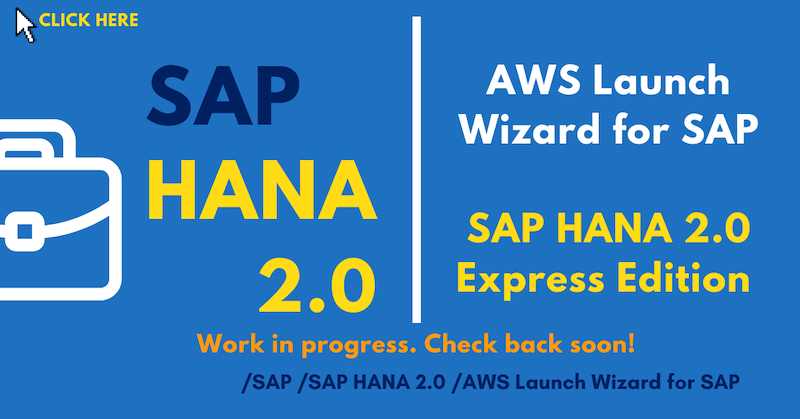 CLICK HERE
SAP
HANA
2.0
AWS Launch
Wizard for SAP
SAP HANA 2.0
Express Edition
Work in progress. Check back soon!
/SAP /SAP HANA 2.0 /AWS Launch Wizard for SAP